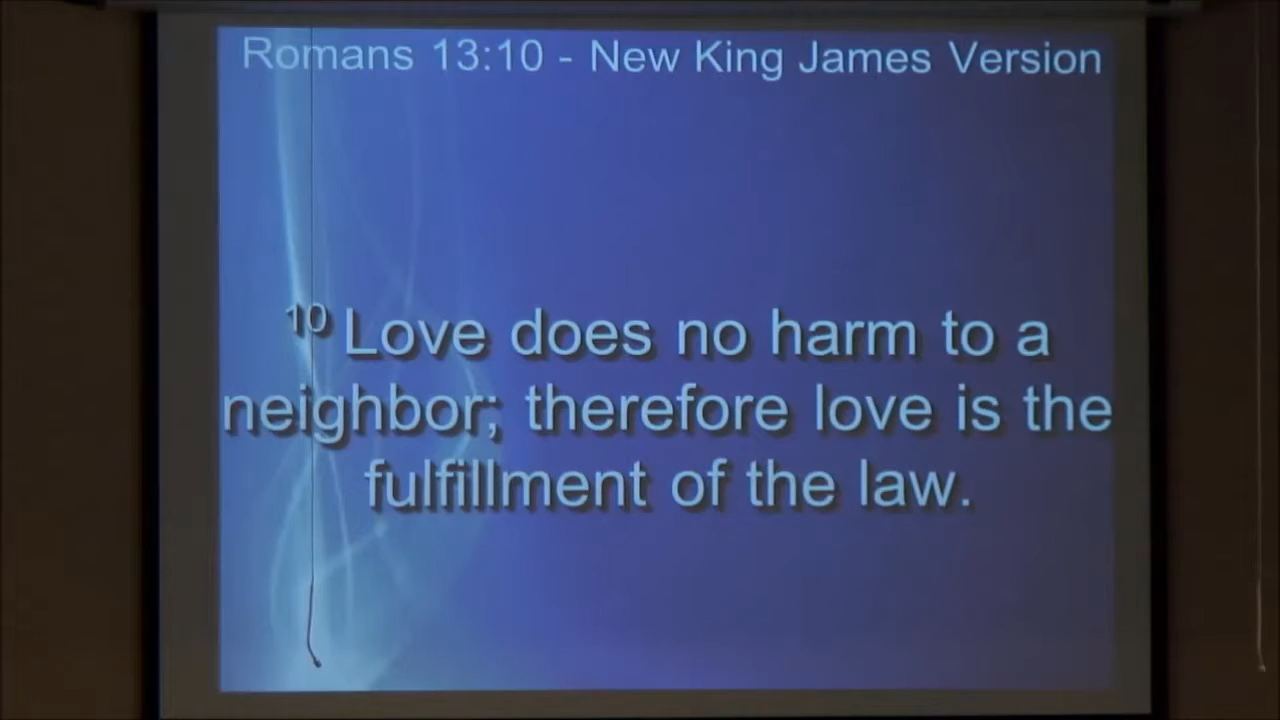 Romans 13:10 - New King James Version
10 Love does no harm to a
neighbor; therefore love is the
fulfillment of the law.